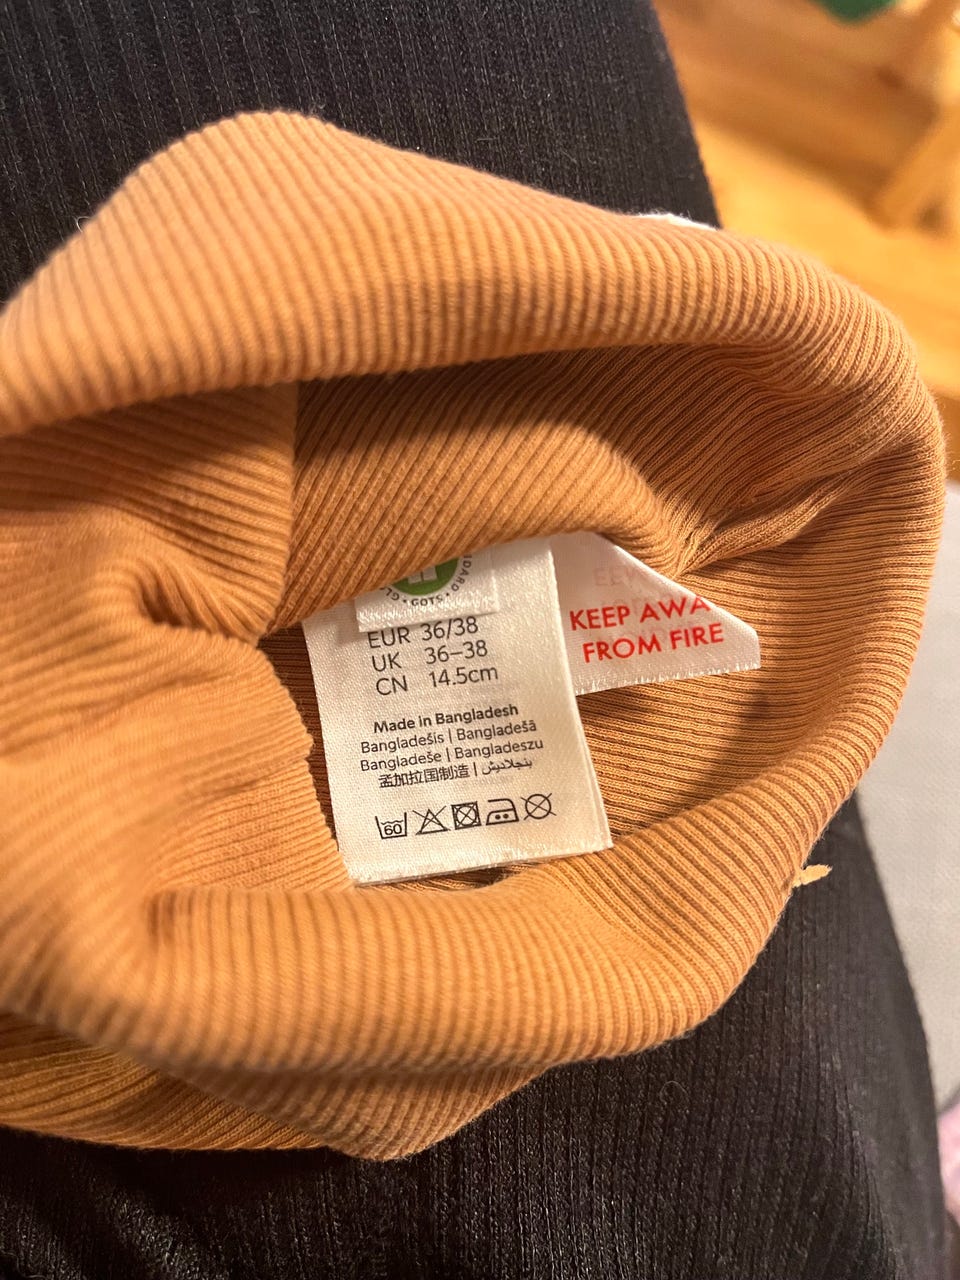 GOTS
EUR 36/38
UK 36–38
CN 14.5cm
Made in Bangladesh
Bangladešis | Bangladešā
Bangladeše | Bangladeszu
孟加拉国制造 | بنجلاديش
60
KEEP AWA
FROM FIRE